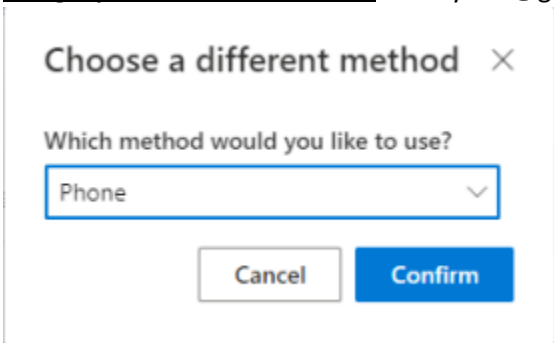 Choose a different method
Which method would you like to use?
Phone
Cancel
Confirm